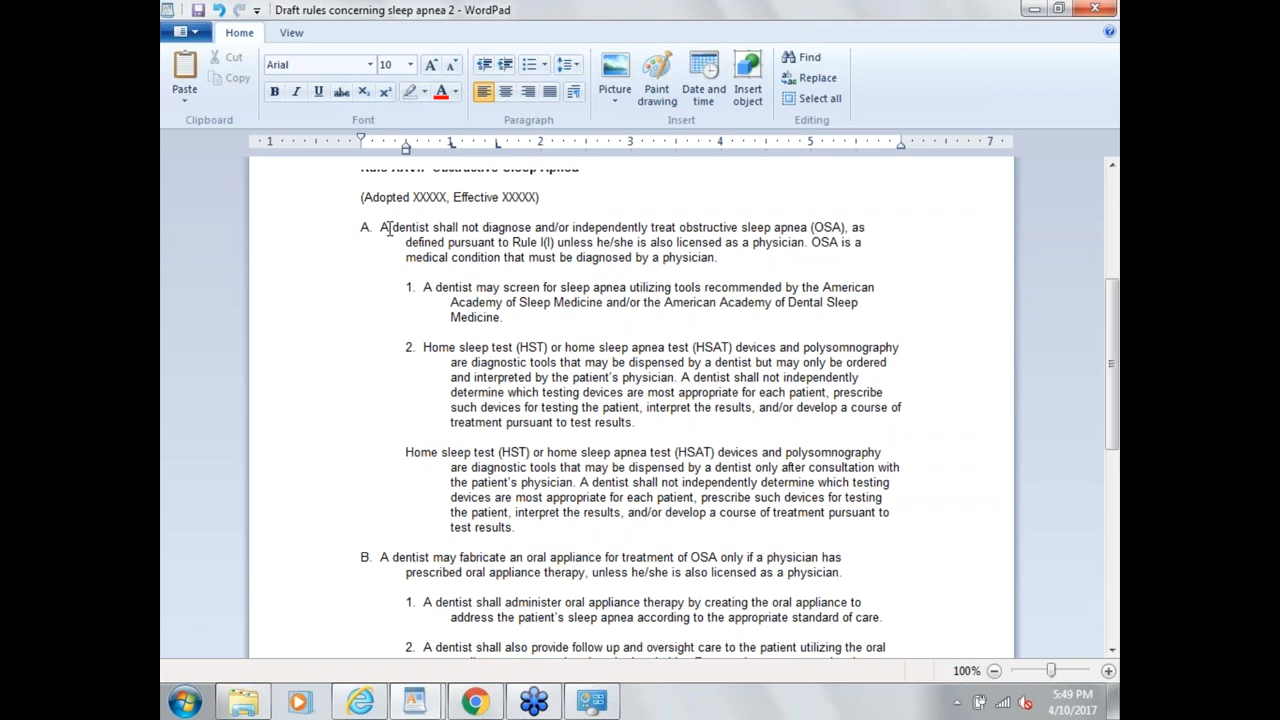 Draft rules concerning sleep apnea 2 - WordPad
Home View
Cut
Copy
Paste
Clipboard
Arial 10
Font
Paragraph
Picture
Paint drawing
Date and time
Insert object
Insert
Find
Replace
Select all
Editing
1 1 2 3 4 5 7
(Adopted XXXXX, Effective XXXXX)
A. A dentist shall not diagnose and/or independently treat obstructive sleep apnea (OSA), as
defined pursuant to Rule I(I) unless he/she is also licensed as a physician. OSA is a
medical condition that must be diagnosed by a physician.
1. A dentist may screen for sleep apnea utilizing tools recommended by the American
Academy of Sleep Medicine and/or the American Academy of Dental Sleep
Medicine.
2. Home sleep test (HST) or home sleep apnea test (HSAT) devices and polysomnography
are diagnostic tools that may be dispensed by a dentist but may only be ordered
and interpreted by the patient's physician. A dentist shall not independently
determine which testing devices are most appropriate for each patient, prescribe
such devices for testing the patient, interpret the results, and/or develop a course of
treatment pursuant to test results.
Home sleep test (HST) or home sleep apnea test (HSAT) devices and polysomnography
are diagnostic tools that may be dispensed by a dentist only after consultation with
the patient's physician. A dentist shall not independently determine which testing
devices are most appropriate for each patient, prescribe such devices for testing
the patient, interpret the results, and/or develop a course of treatment pursuant to
test results.
B. A dentist may fabricate an oral appliance for treatment of OSA only if a physician has
prescribed oral appliance therapy, unless he/she is also licensed as a physician.
1. A dentist shall administer oral appliance therapy by creating the oral appliance to
address the patient's sleep apnea according to the appropriate standard of care.
2. A dentist shall also provide follow up and oversight care to the patient utilizing the oral
100%
5:49 PM
4/10/2017